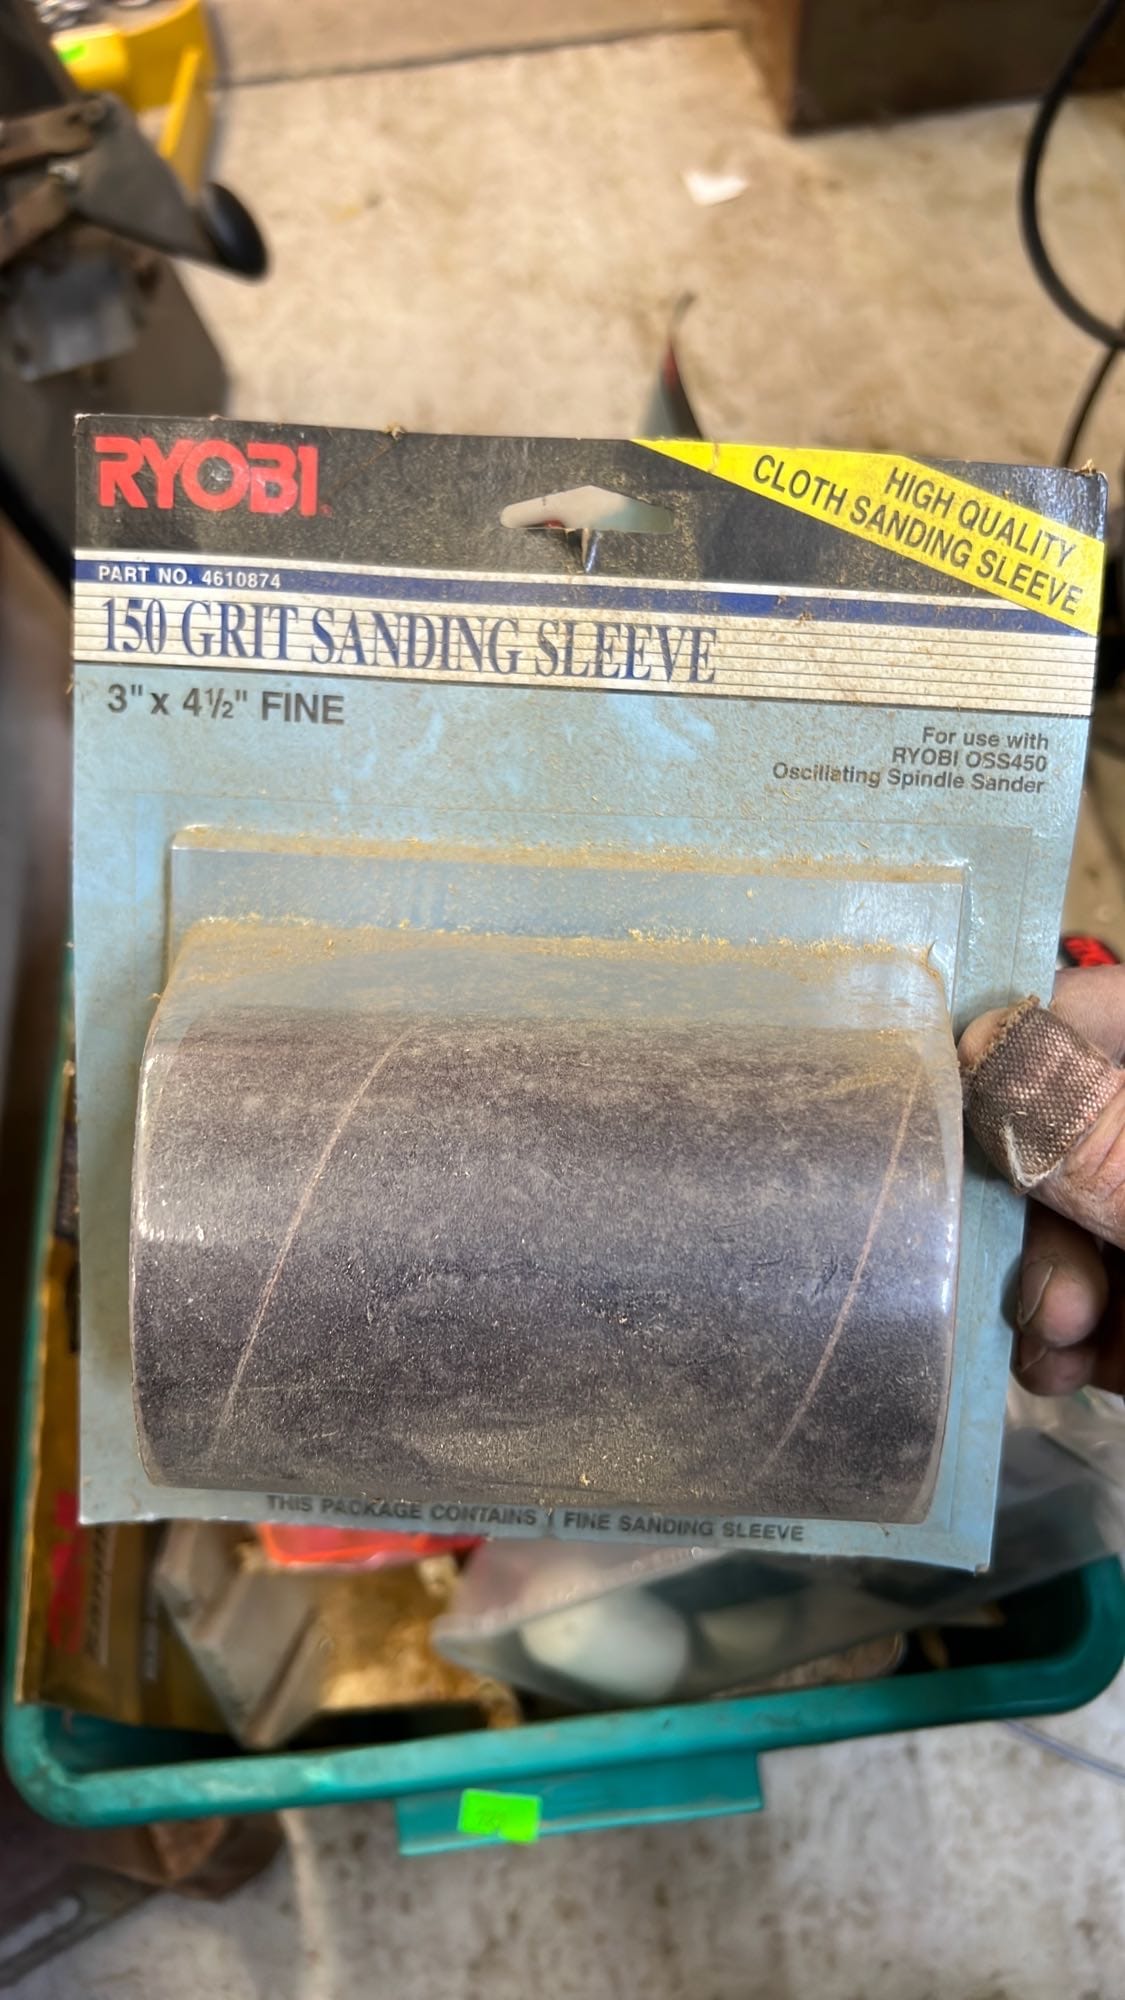 RYOBI
HIGH QUALITY
CLOTH SANDING SLEEVE
PART NO. 4610874
150 GRIT SANDING SLEEVE
3" x 4½" FINE
For use with
RYOBI OSS450
Oscillating Spindle Sander
THIS PACKAGE CONTAINS 1 FINE SANDING SLEEVE